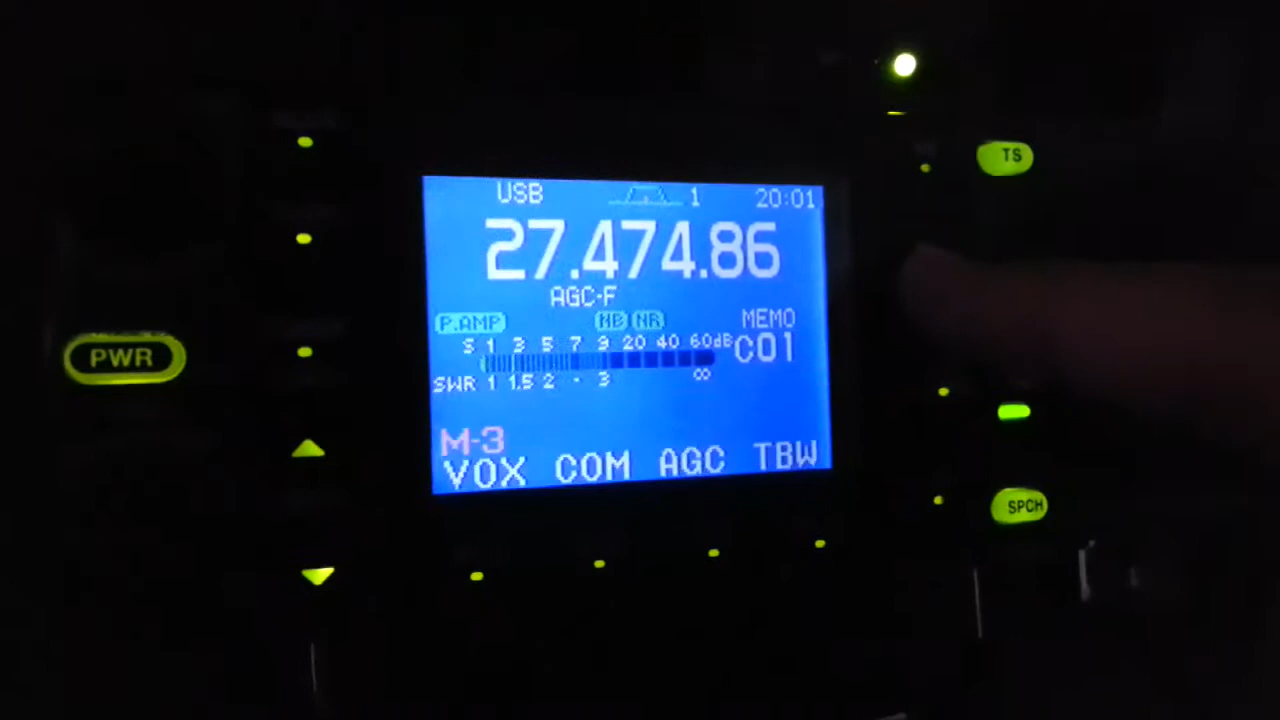 USB 1 20:01
27.474.86
AGC-F
P.AMP NB NR MEMO
S 1 3 5 7 9 20 40 60dB C01
SWR 1 1.5 2 - 3 ∞
M-3
VOX COM AGC TBW
PWR
TS
SPCH